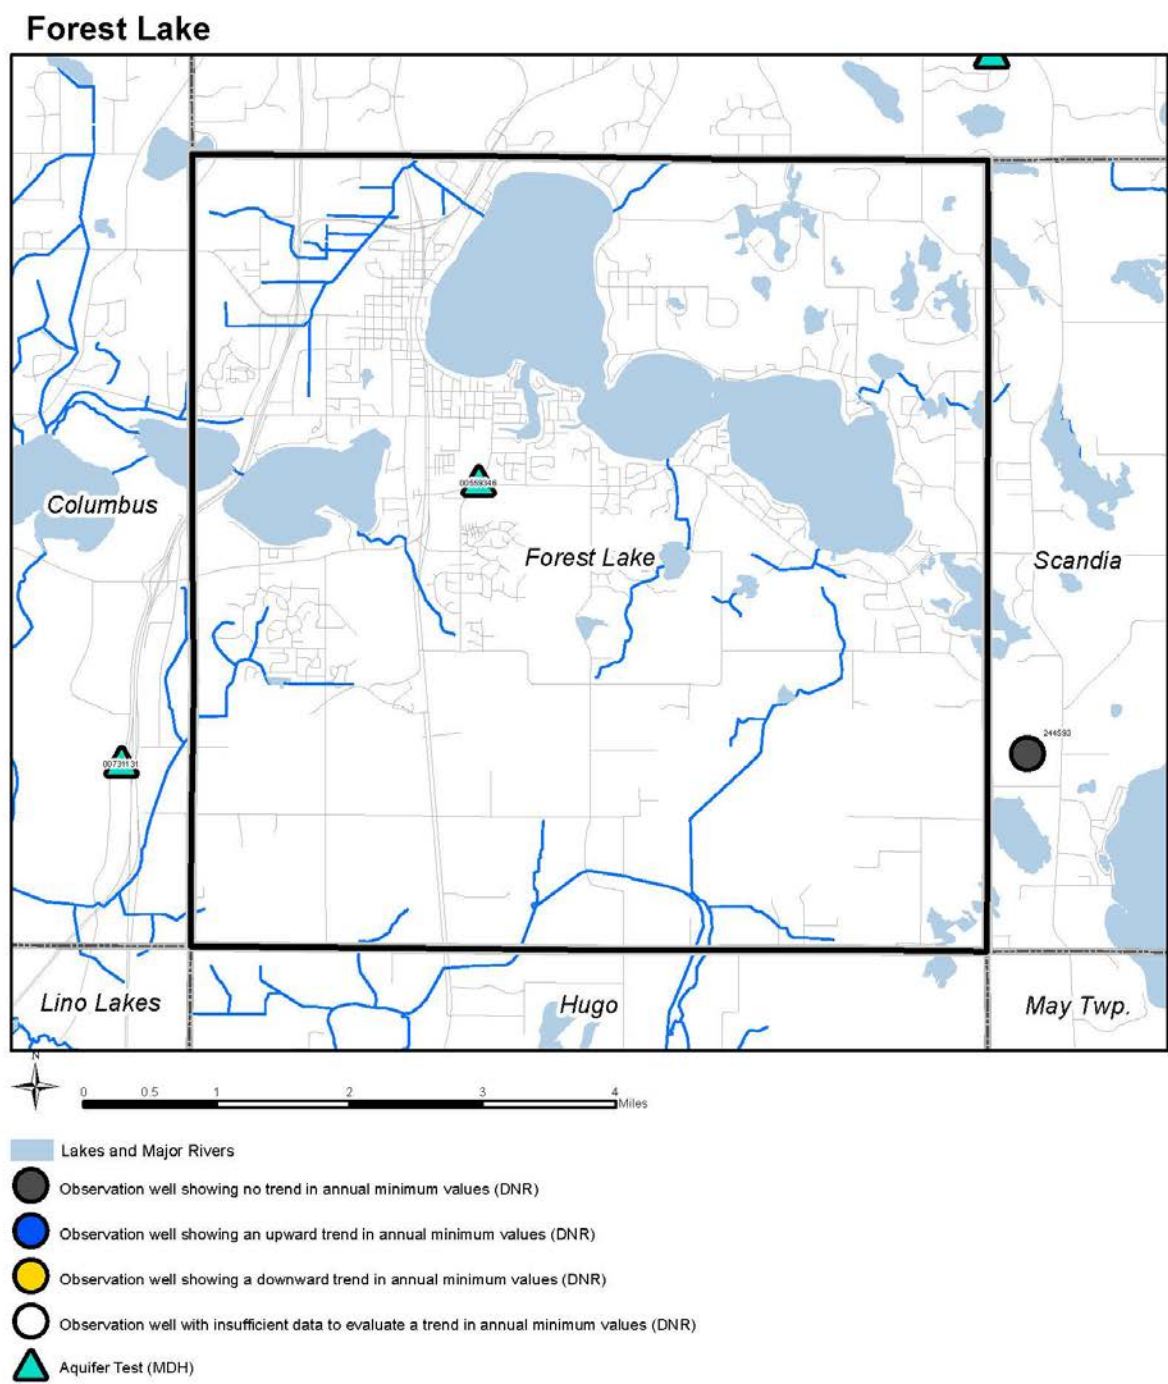 Forest Lake
00559346
Columbus
Forest Lake
Scandia
244593
00731131
Lino Lakes
Hugo
May Twp.
N
0 0.5 1 2 3 4
Miles
Lakes and Major Rivers
Observation well showing no trend in annual minimum values (DNR)
Observation well showing an upward trend in annual minimum values (DNR)
Observation well showing a downward trend in annual minimum values (DNR)
Observation well with insufficient data to evaluate a trend in annual minimum values (DNR)
Aquifer Test (MDH)